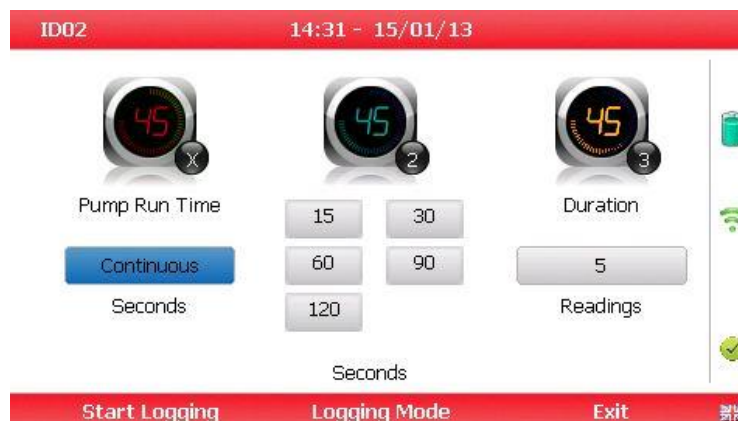 ID02 14:31 - 15/01/13
45 45 45
X 2 3
Pump Run Time Duration
15 30
Continuous 60 90 5
Seconds 120 Readings
Seconds
Start Logging Logging Mode Exit